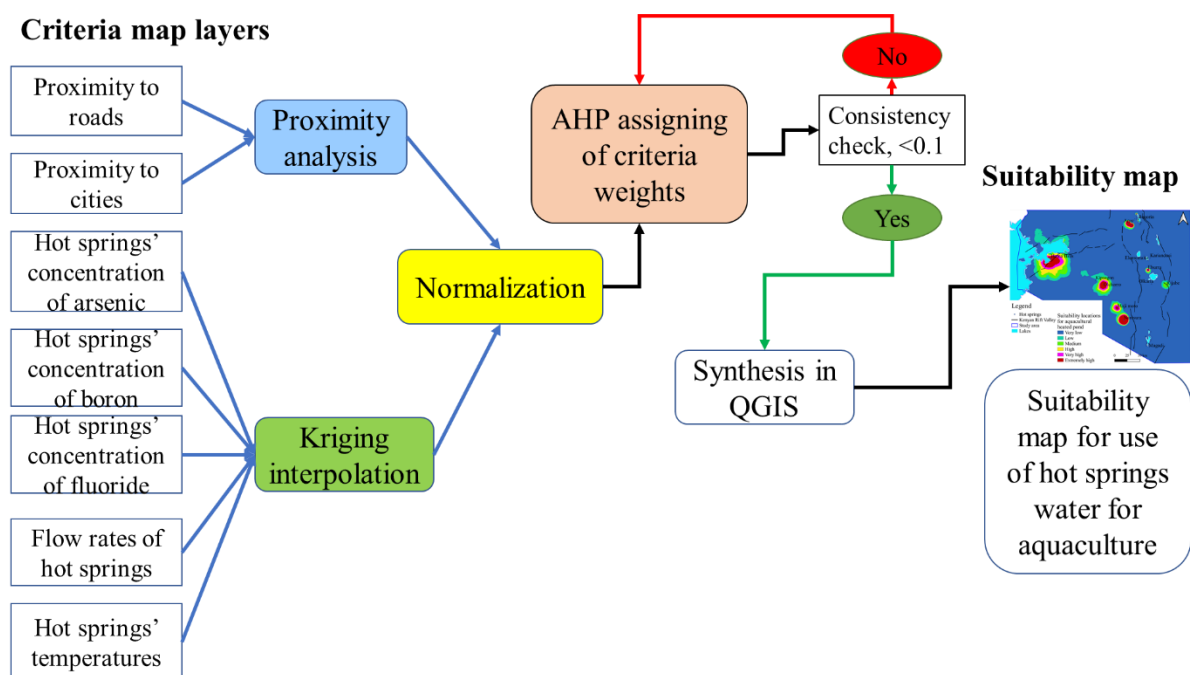 Criteria map layers
Proximity to
roads
Proximity to
cities
Hot springs’
concentration
of arsenic
Hot springs’
concentration
of boron
Hot springs’
concentration
of fluoride
Flow rates of
hot springs
Hot springs’
temperatures
Proximity
analysis
Kriging
interpolation
Normalization
AHP assigning
of criteria
weights
No
Consistency
check, <0.1
Yes
Synthesis in
QGIS
Suitability map
Legend
Hot springs
Kenyan Rift Valley
Study area
Lakes
Suitability locations
for aquacultural
heated pond
Very low
Low
Medium
High
Very high
Extremely high
Suitability
map for use
of hot springs
water for
aquaculture